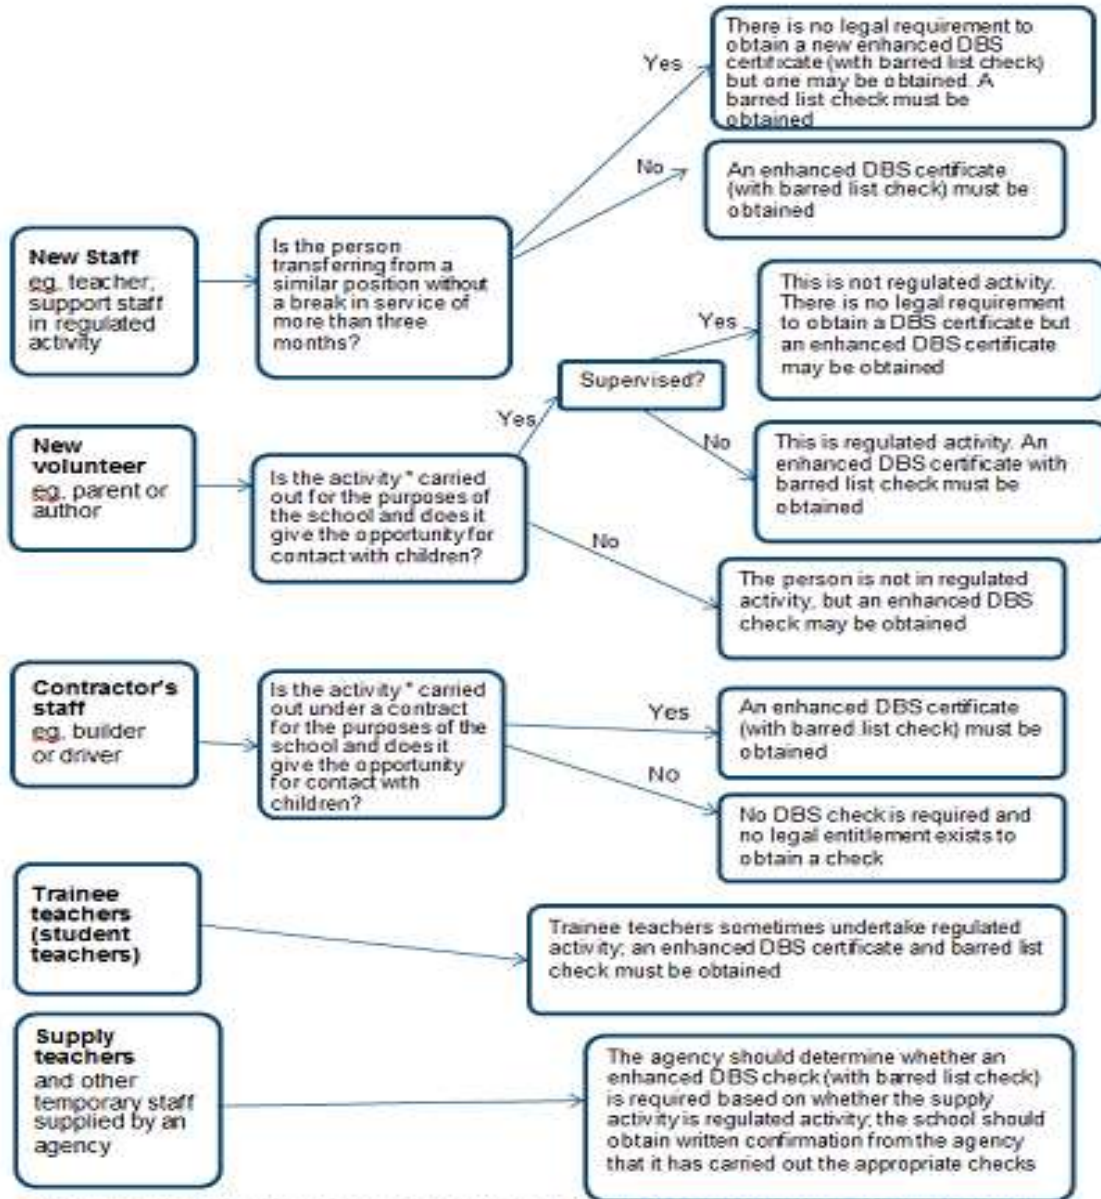 There is no legal requirement to
obtain a new enhanced DBS
certificate (with barred list check)
but one may be obtained. A
barred list check must be
obtained
Yes
No
An enhanced DBS certificate
(with barred list check) must be
obtained
New Staff
eg. teacher,
support staff
in regulated
activity
Is the person
transferring from a
similar position without
a break in service of
more than three
months?
This is not regulated activity.
There is no legal requirement
to obtain a DBS certificate but
an enhanced DBS certificate
may be obtained
Yes
Supervised?
Yes
No
This is regulated activity. An
enhanced DBS certificate with
barred list check must be
obtained
New
volunteer
eg. parent or
author
Is the activity * carried
out for the purposes of
the school and does it
give the opportunity for
contact with children?
No
The person is not in regulated
activity, but an enhanced DBS
check may be obtained
Contractor's
staff
eg. builder
or driver
Is the activity * carried
out under a contract
for the purposes of the
school and does it
give the opportunity
for contact with
children?
Yes
An enhanced DBS certificate
(with barred list check) must be
obtained
No
No DBS check is required and
no legal entitlement exists to
obtain a check
Trainee
teachers
(student
teachers)
Trainee teachers sometimes undertake regulated
activity; an enhanced DBS certificate and barred list
check must be obtained
Supply
teachers
and other
temporary staff
supplied by an
agency
The agency should determine whether an
enhanced DBS check (with barred list check)
is required based on whether the supply
activity is regulated activity; the school should
obtain written confirmation from the agency
that it has carried out the appropriate checks